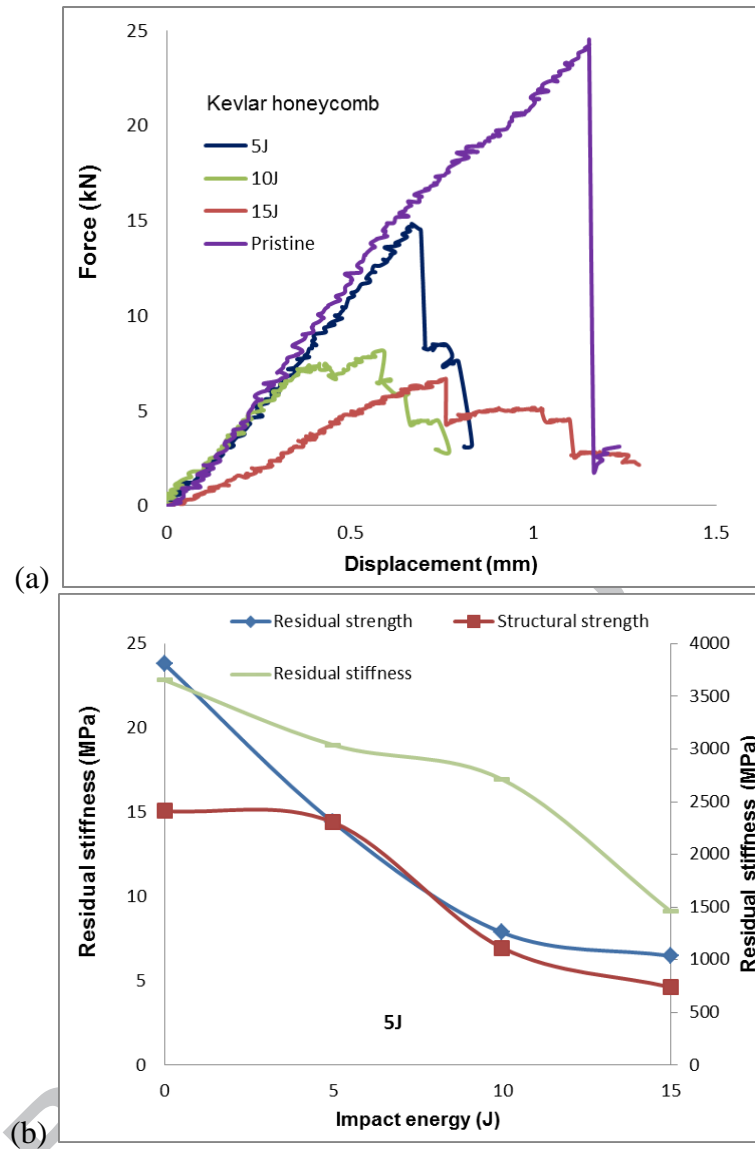 25
20
15
10
5
0
Force (kN)
Kevlar honeycomb
5J
10J
15J
Pristine
0
0.5
1
1.5
Displacement (mm)
(a)
Residual strength
Structural strength
Residual stiffness
25
20
15
10
5
0
Residual stiffness (MPa)
4000
3500
3000
2500
2000
1500
1000
500
0
Residual stiffness (MPa)
5J
0
5
10
15
Impact energy (J)
(b)